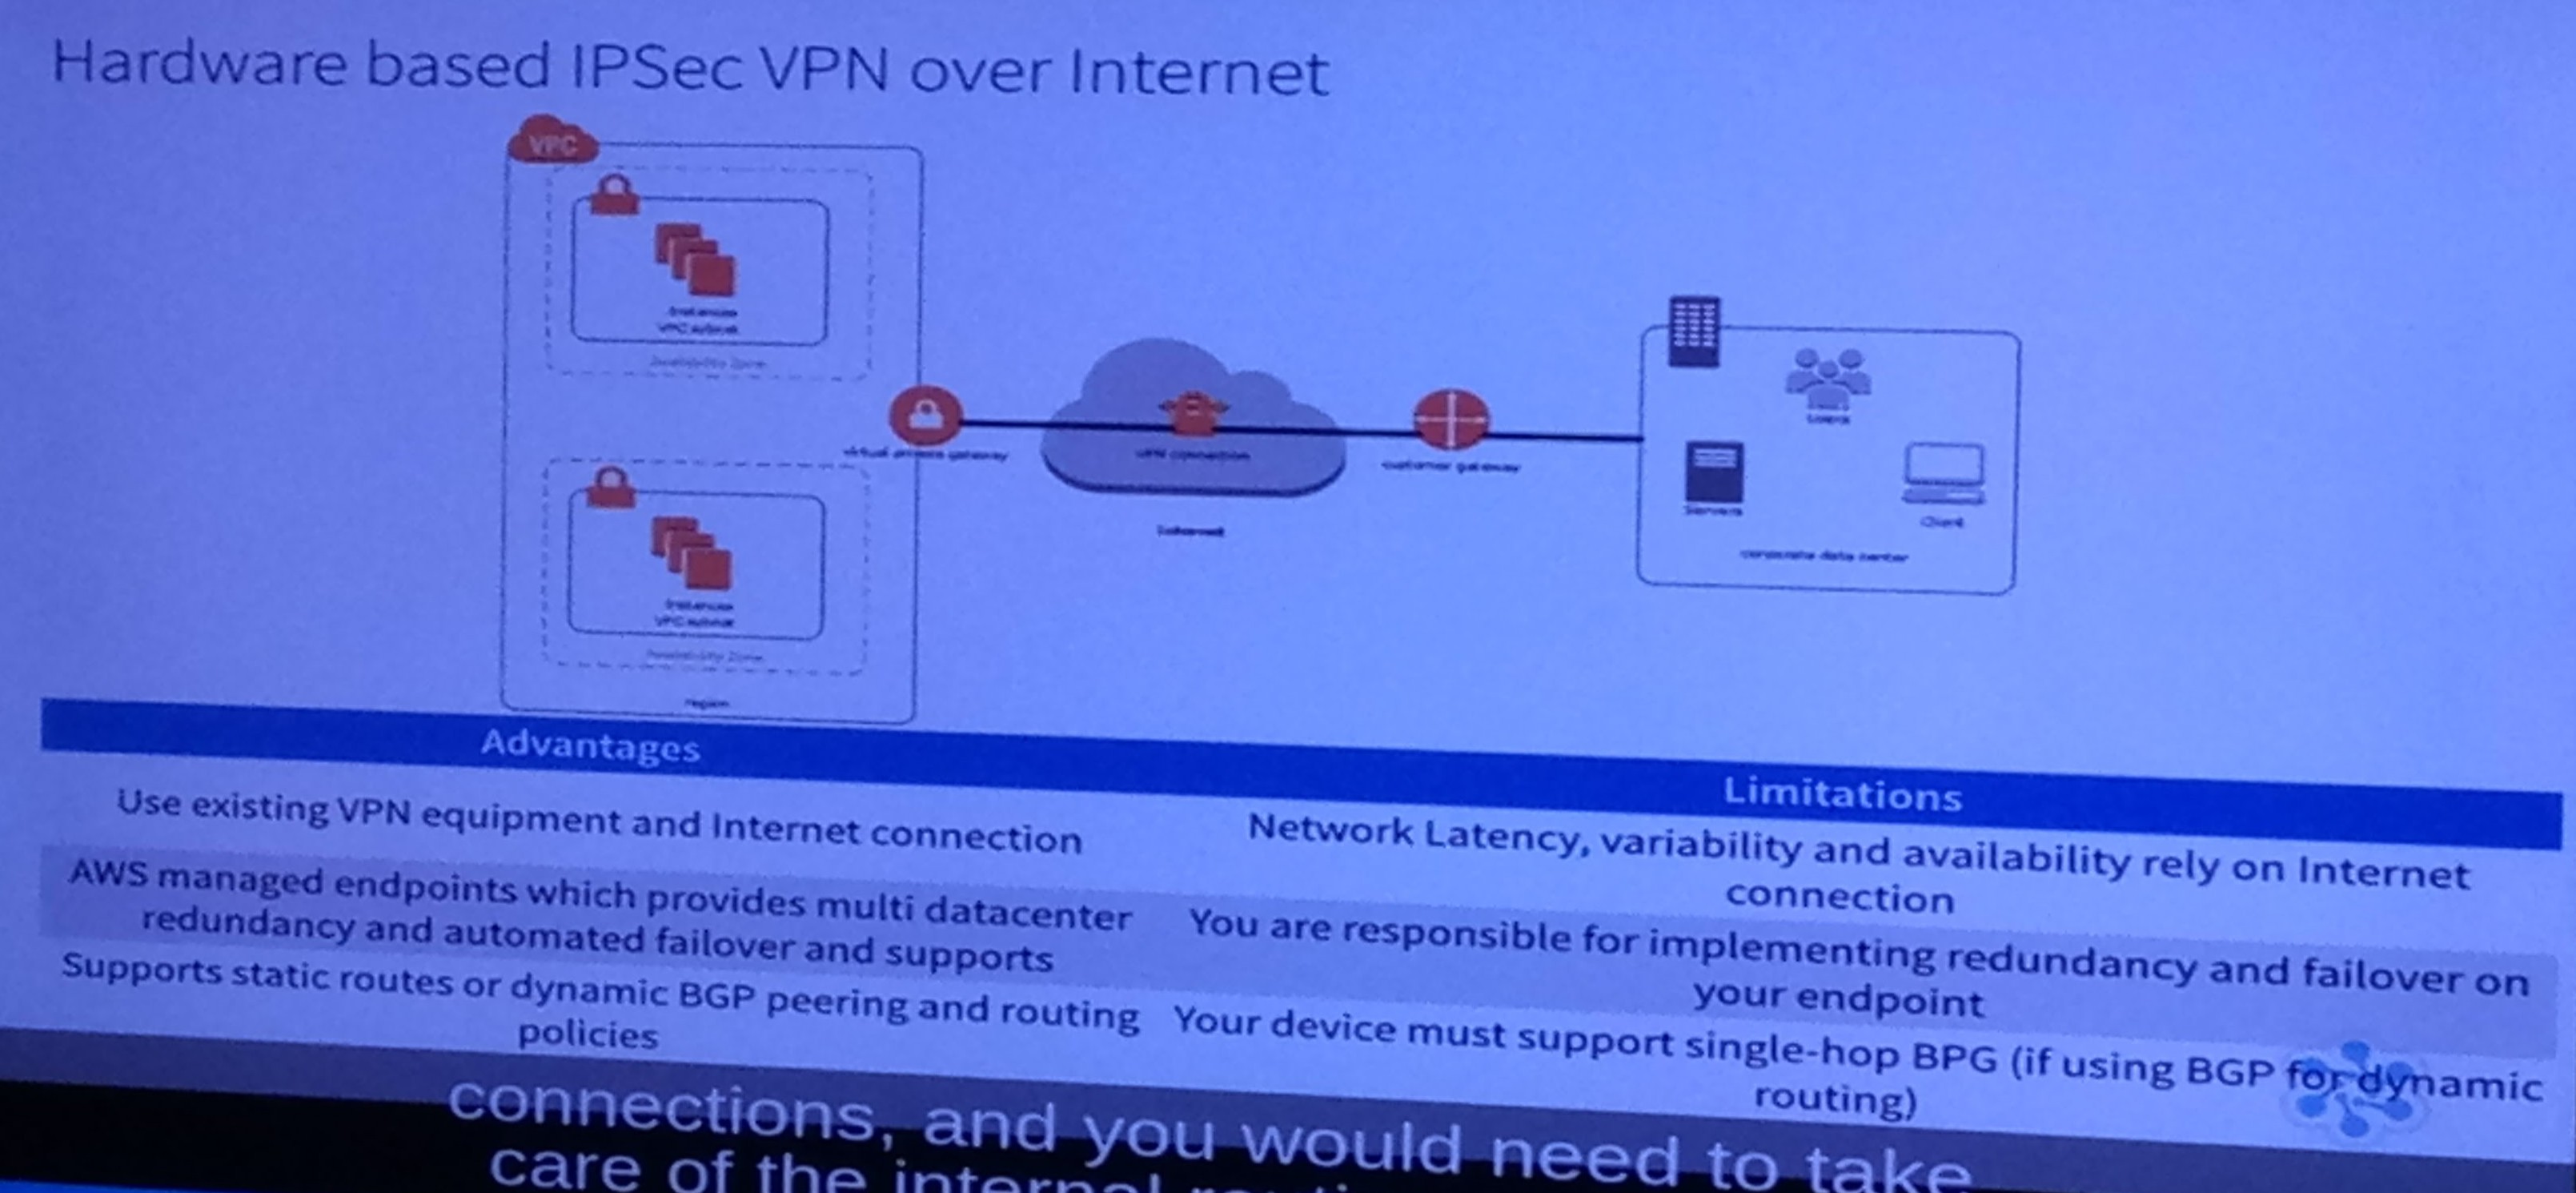 Hardware based IPSec VPN over Internet
VPC
Instances
VPC subnet
Availability Zone
virtual private gateway
VPN connection
Internet
customer gateway
Users
Servers
Client
corporate data center
Instances
VPC subnet
Availability Zone
region
Advantages
Limitations
Use existing VPN equipment and Internet connection
Network Latency, variability and availability rely on Internet
connection
AWS managed endpoints which provides multi datacenter
redundancy and automated failover and supports
You are responsible for implementing redundancy and failover on
your endpoint
Supports static routes or dynamic BGP peering and routing
policies
Your device must support single-hop BPG (if using BGP for dynamic
routing)
connections, and you would need to take
care of the internal